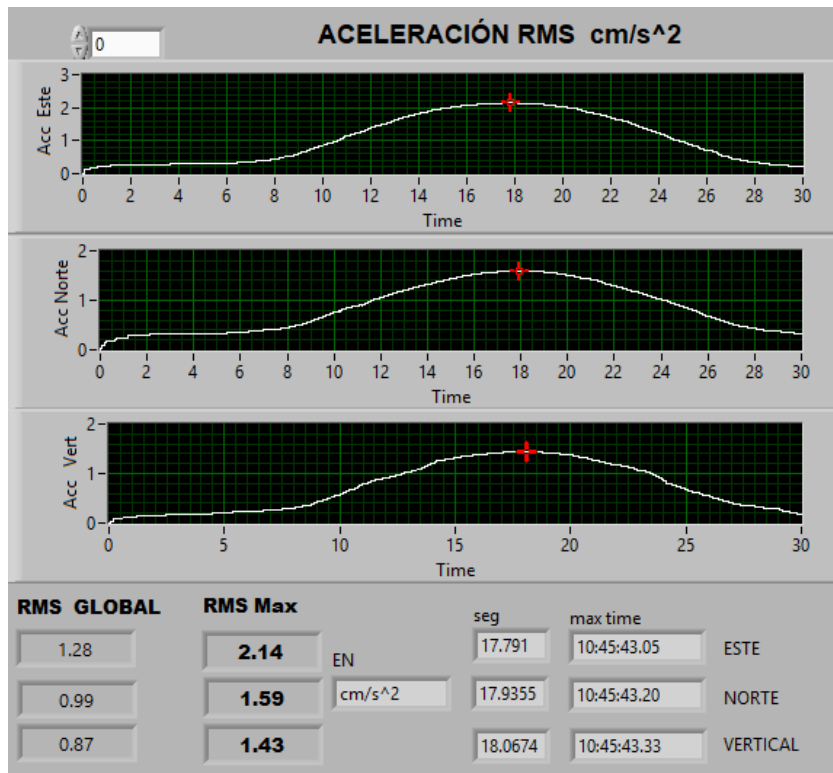 0
ACELERACIÓN RMS cm/s^2
Acc Este
3
2
1
0
0 2 4 6 8 10 12 14 16 18 20 22 24 26 28 30
Time
Acc Norte
2
1
0
0 2 4 6 8 10 12 14 16 18 20 22 24 26 28 30
Time
Acc Vert
2
1
0
0 5 10 15 20 25 30
Time
RMS GLOBAL RMS Max seg max time
1.28 2.14 EN 17.791 10:45:43.05 ESTE
0.99 1.59 cm/s^2 17.9355 10:45:43.20 NORTE
0.87 1.43 18.0674 10:45:43.33 VERTICAL